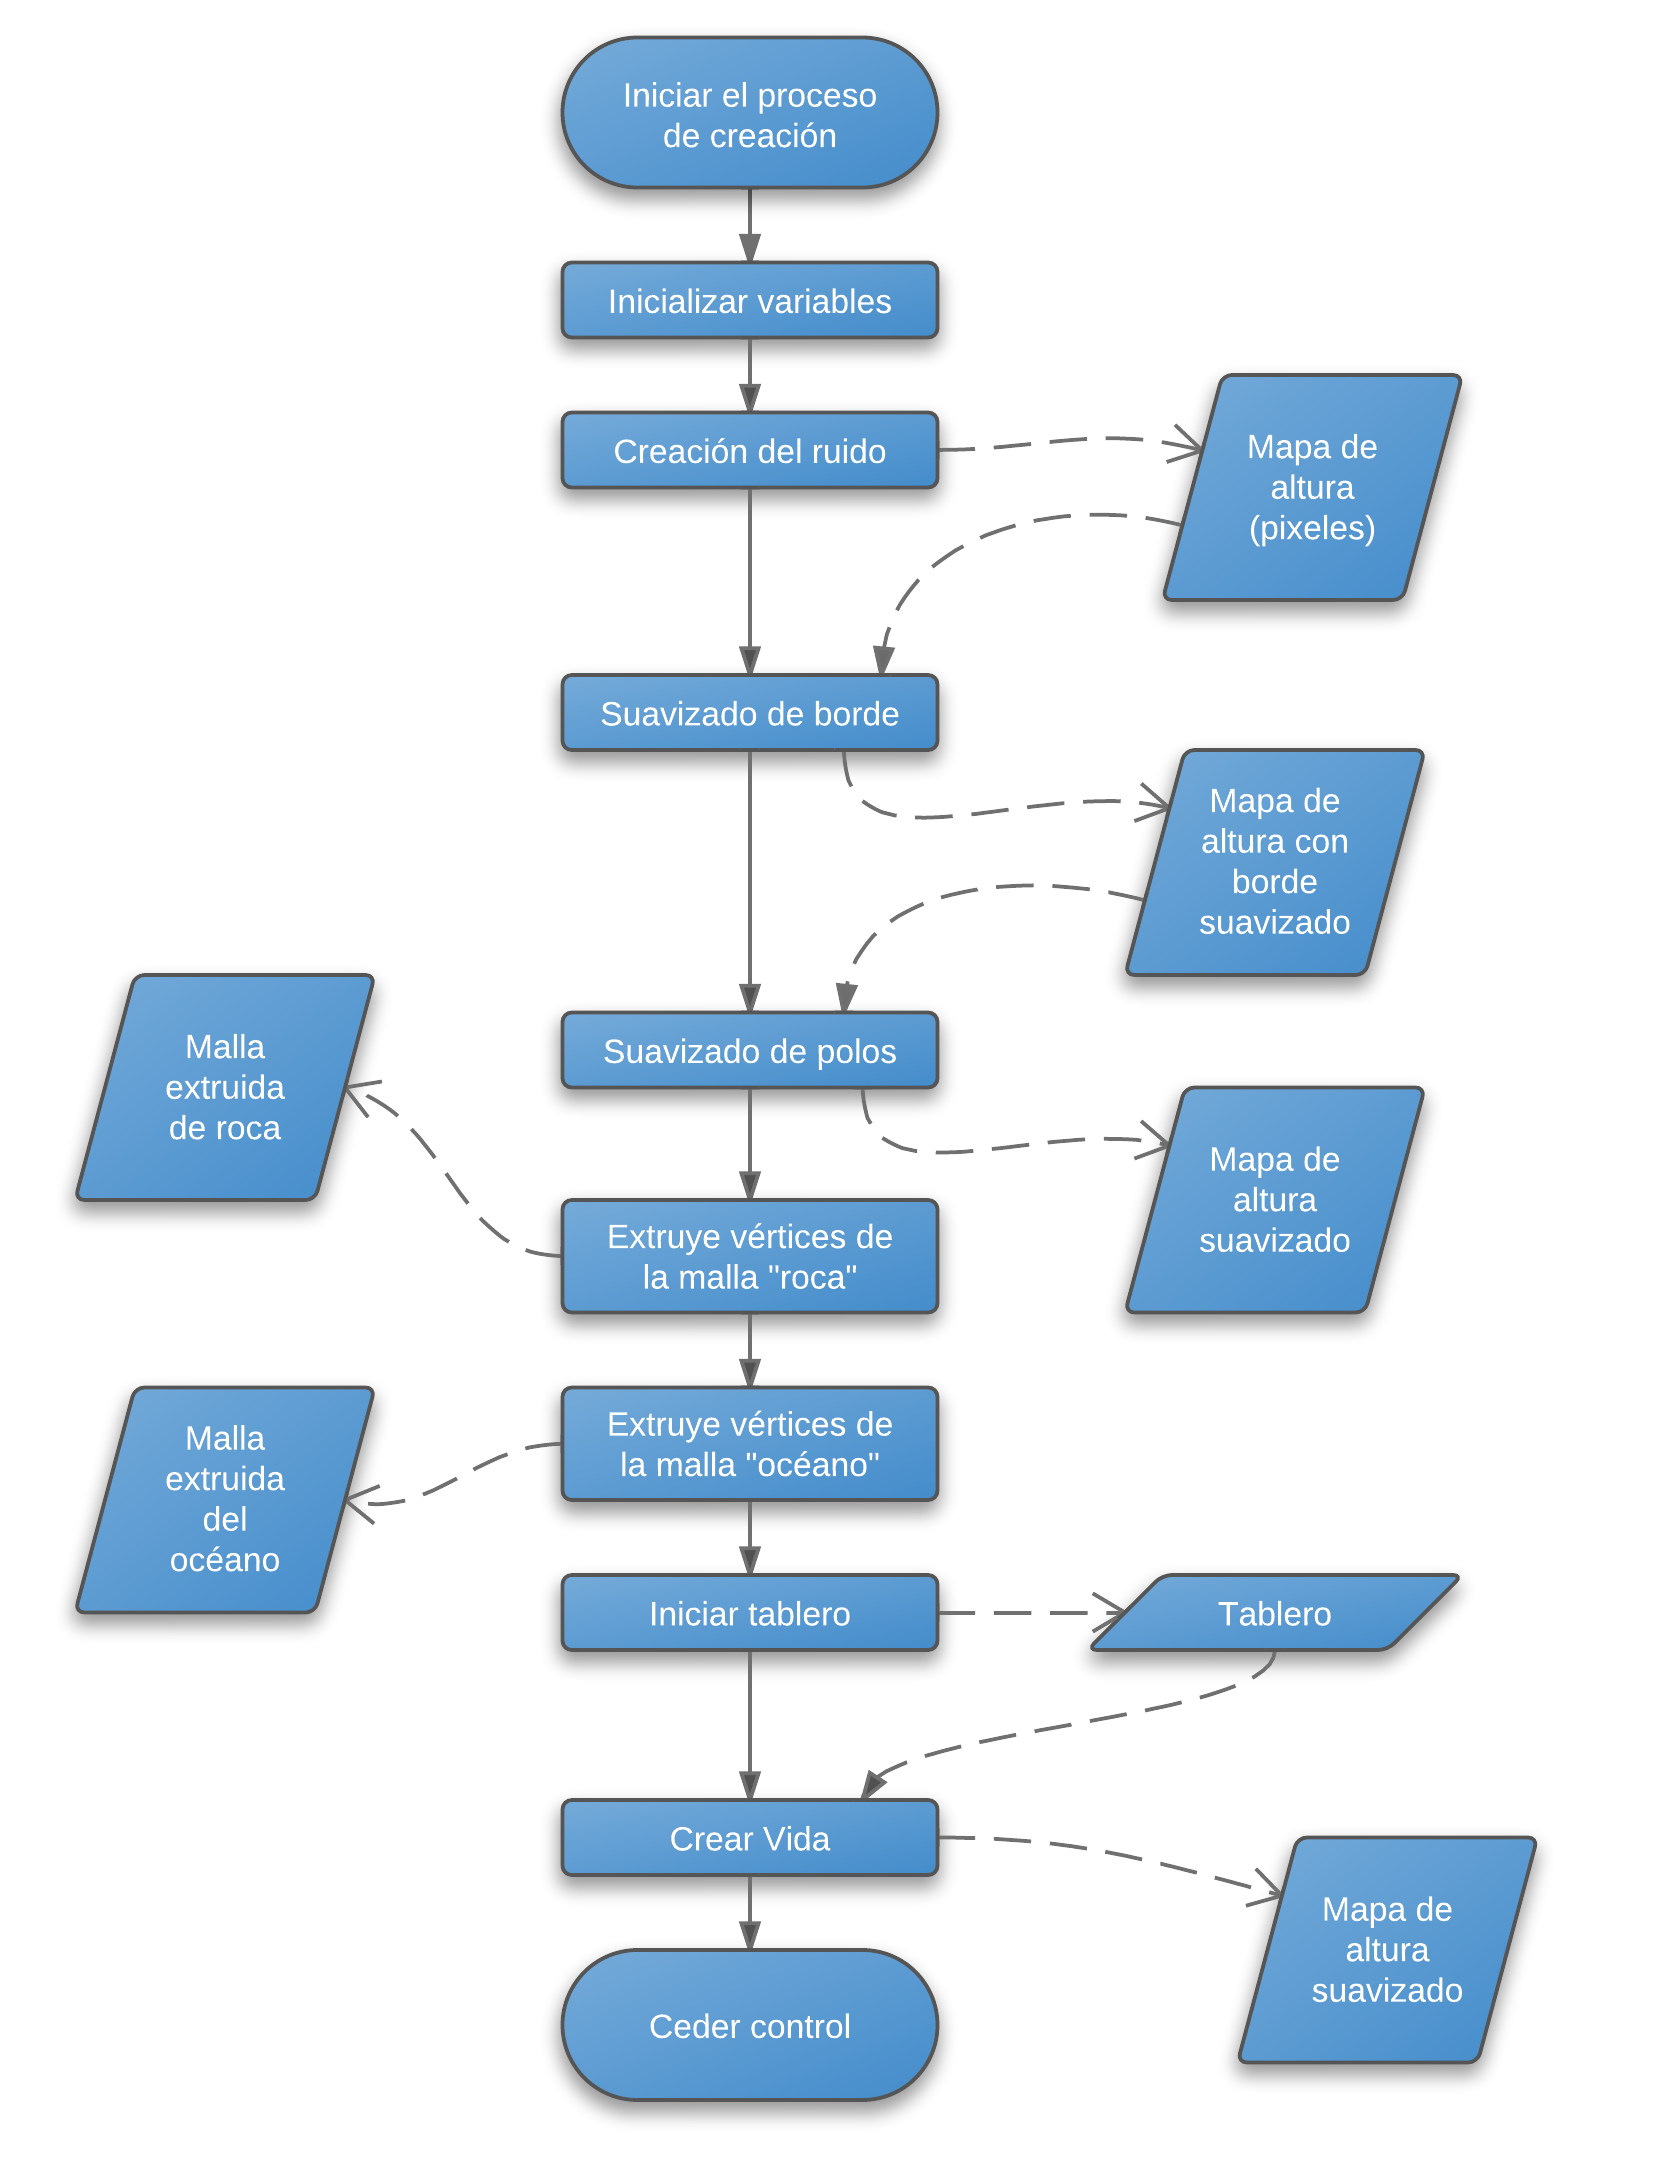 Iniciar el proceso
de creación
Inicializar variables
Creación del ruido
Mapa de
altura
(pixeles)
Suavizado de borde
Mapa de
altura con
borde
suavizado
Suavizado de polos
Malla
extruida
de roca
Mapa de
altura
suavizado
Extruye vértices de
la malla "roca"
Extruye vértices de
la malla "océano"
Malla
extruida
del
océano
Iniciar tablero
Tablero
Crear Vida
Mapa de
altura
suavizado
Ceder control